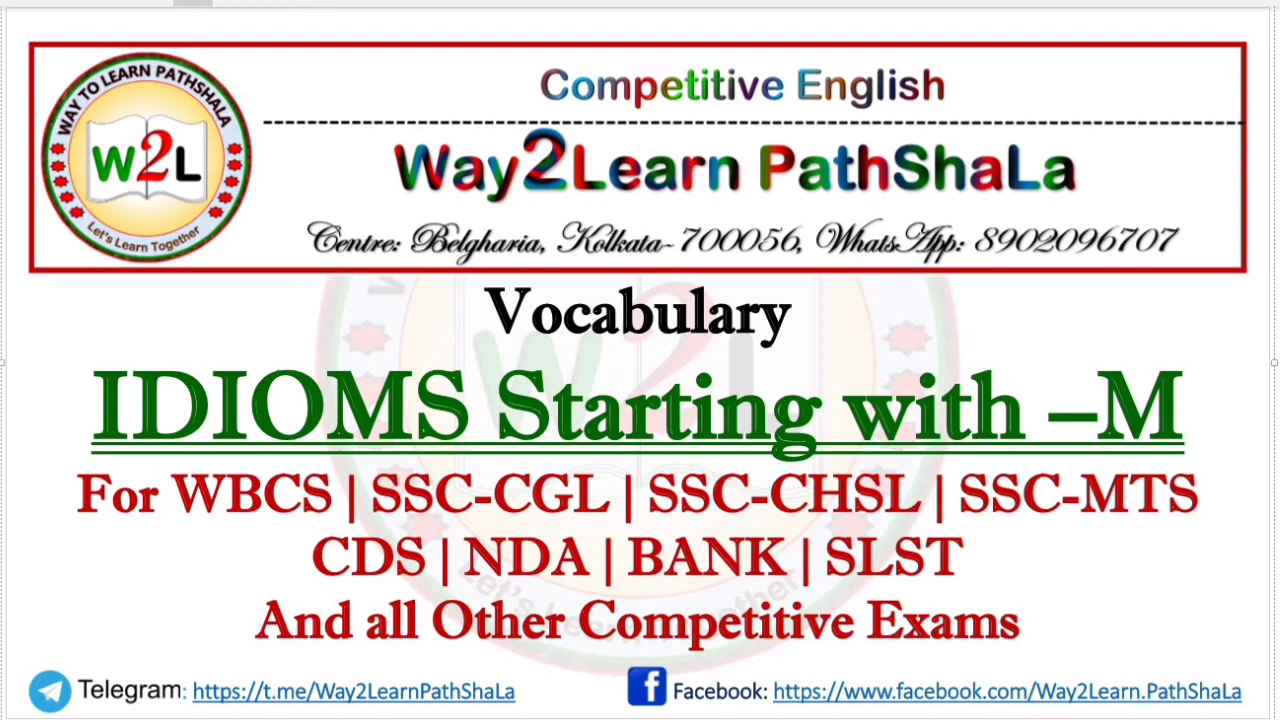 WAY TO LEARN PATHSHALA
W2L
Let's Learn Together
Competitive English
Way2Learn PathShaLa
Centre: Belgharia, Kolkata-700056, WhatsApp: 8902096707
Vocabulary
IDIOMS Starting with –M
For WBCS | SSC-CGL | SSC-CHSL | SSC-MTS
CDS | NDA | BANK | SLST
And all Other Competitive Exams
Telegram: https://t.me/Way2LearnPathShaLa
Facebook: https://www.facebook.com/Way2Learn.PathShaLa